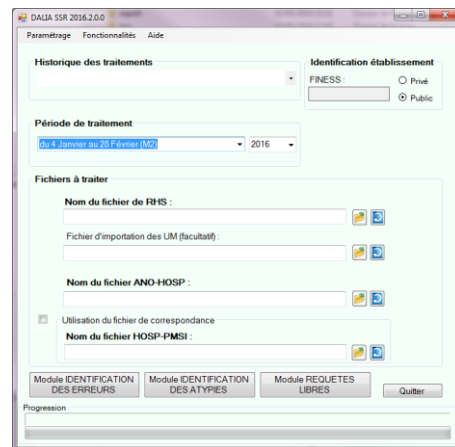 DALIA SSR 2016.2.0.0
Paramétrage Fonctionnalités Aide
Historique des traitements
Identification établissement
FINESS :
Privé
Public
Période de traitement
du 4 Janvier au 28 Février (M2)
2016
Fichiers à traiter
Nom du fichier de RHS :
Fichier d'importation des UM (facultatif) :
Nom du fichier ANO-HOSP :
Utilisation du fichier de correspondance
Nom du fichier HOSP-PMSI :
Module IDENTIFICATION
DES ERREURS
Module IDENTIFICATION
DES ATYPIES
Module REQUETES
LIBRES
Quitter
Progression